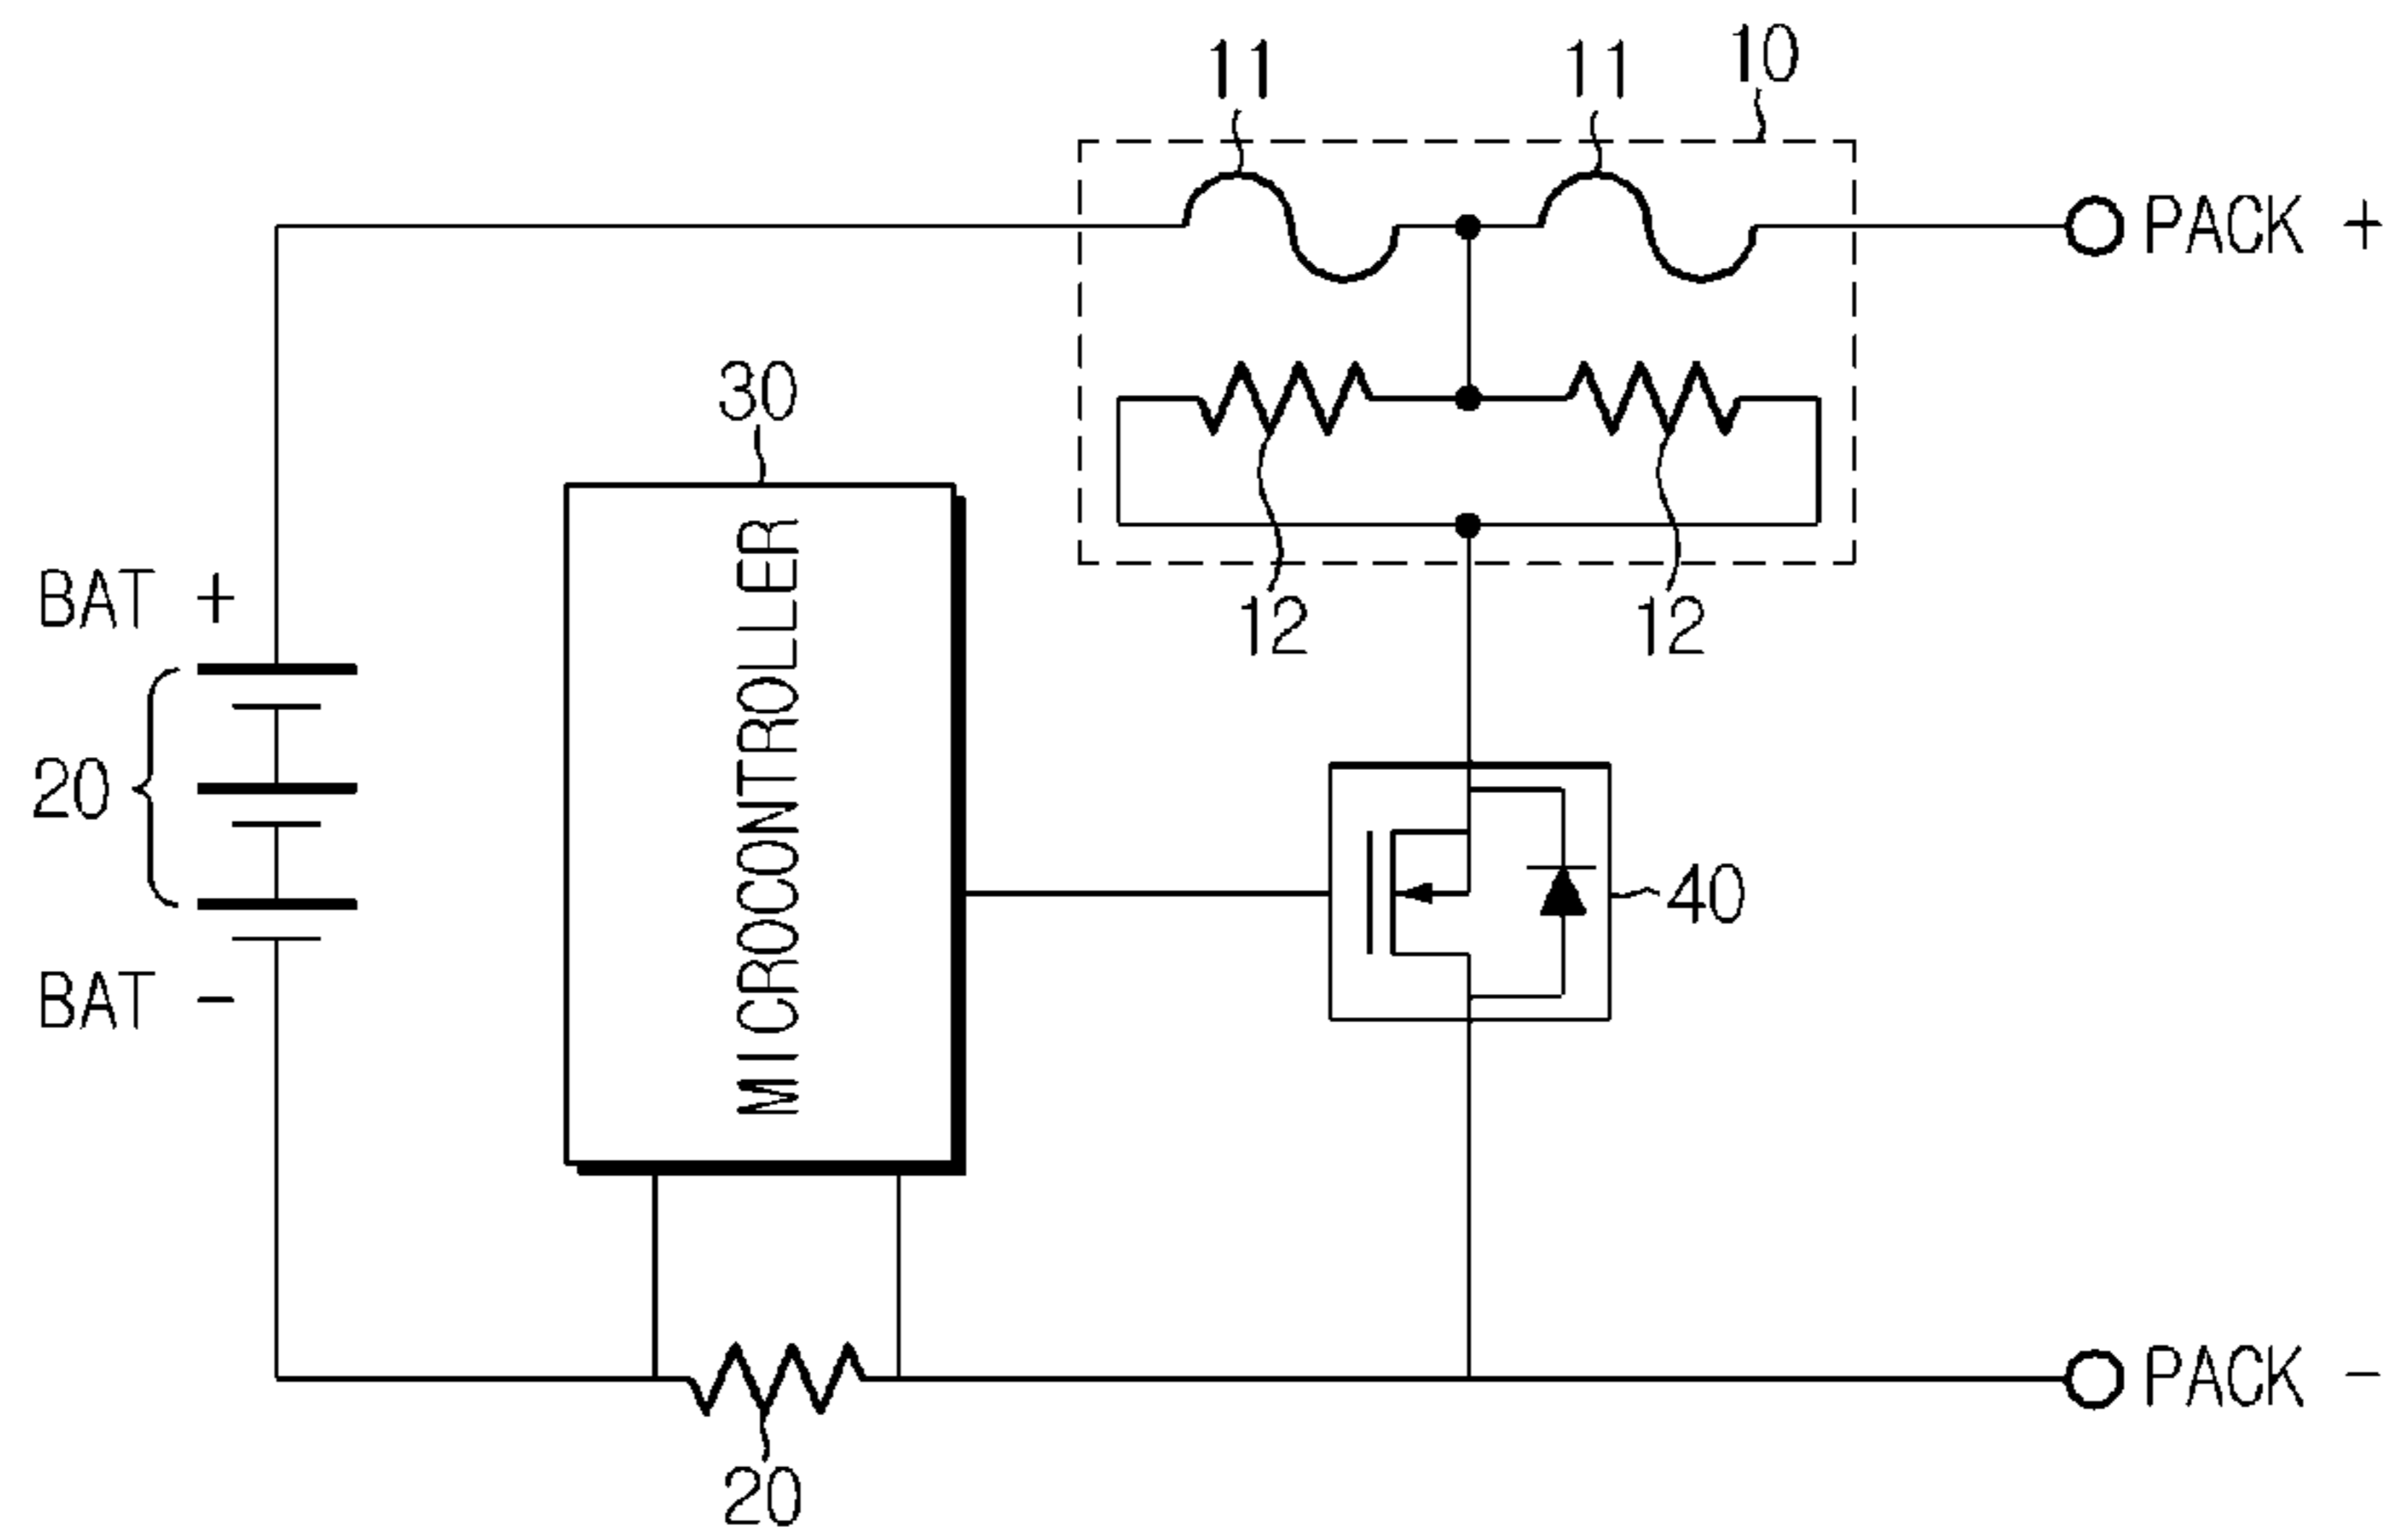 10
11 11
PACK +
30
MICROCONTROLLER
BAT +
12 12
20
40
BAT -
PACK -
20